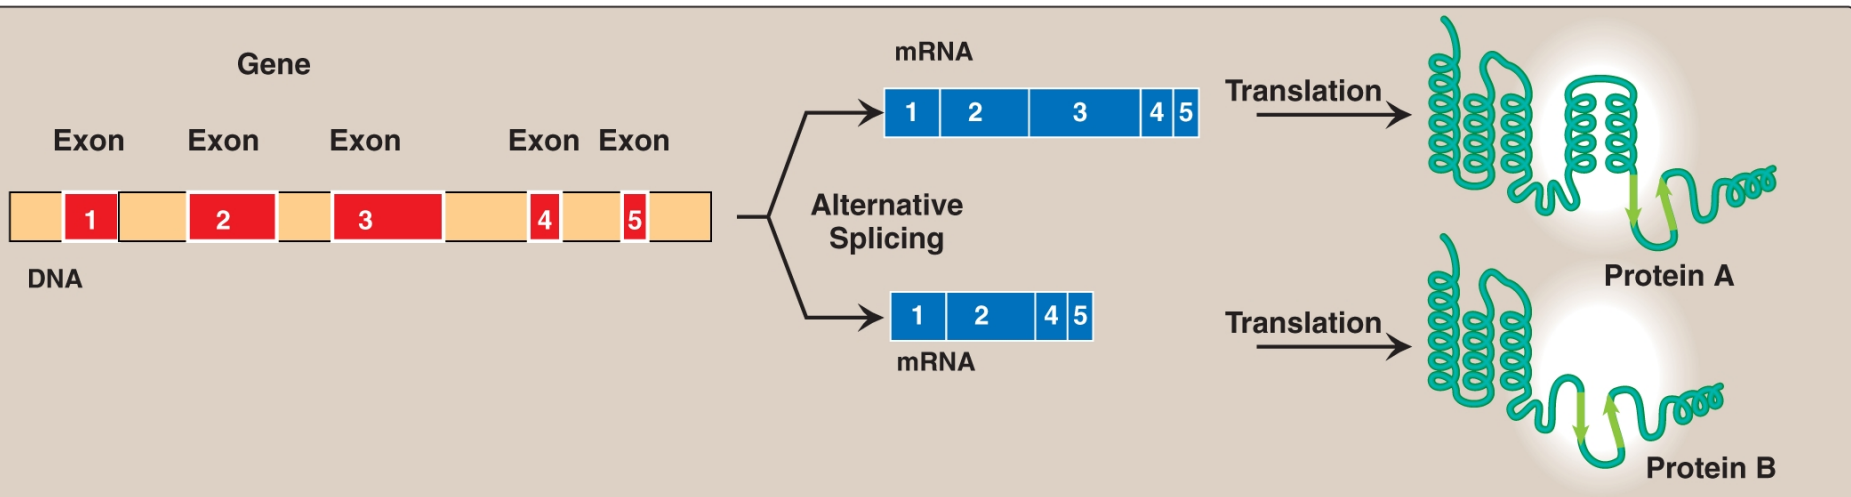 Gene
Exon Exon Exon Exon Exon
1 2 3 4 5
DNA
Alternative
Splicing
mRNA
1 2 3 4 5
Translation
Protein A
1 2 4 5
mRNA
Translation
Protein B